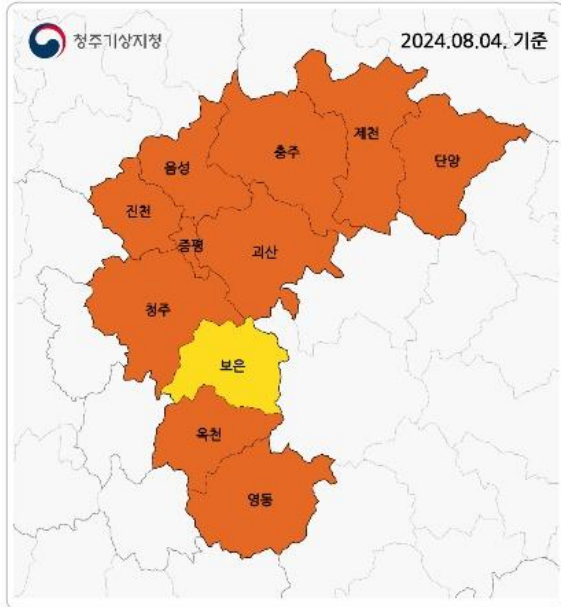 청주기상지청
2024.08.04. 기준
제천
충주
단양
음성
진천
증평
괴산
청주
보은
옥천
영동